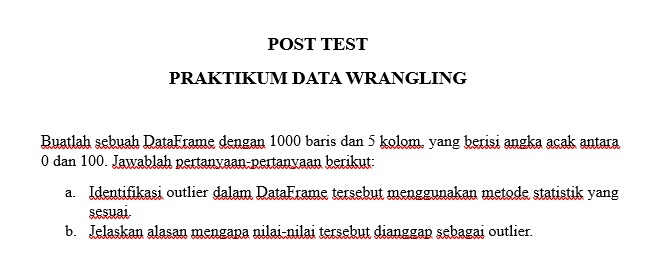 POST TEST
PRAKTIKUM DATA WRANGLING
Buatlah sebuah DataFrame dengan 1000 baris dan 5 kolom, yang berisi angka acak antara
0 dan 100. Jawablah pertanyaan-pertanyaan berikut:
a. Identifikasi outlier dalam DataFrame tersebut menggunakan metode statistik yang
sesuai.
b. Jelaskan alasan mengapa nilai-nilai tersebut dianggap sebagai outlier.